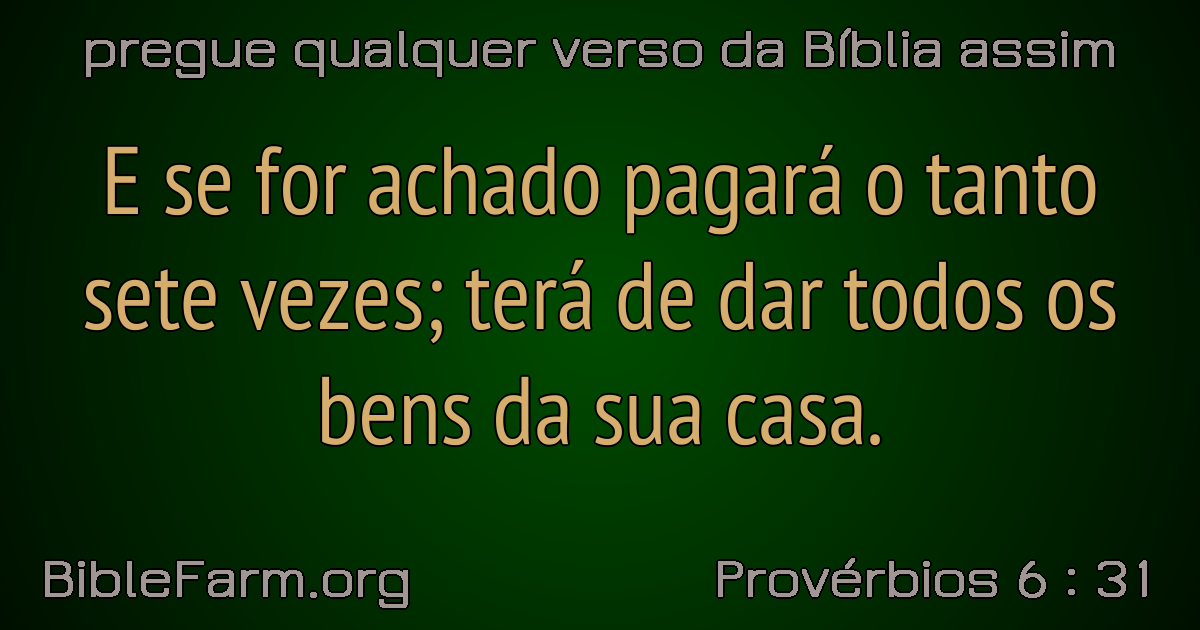 pregue qualquer verso da Bíblia assim
E se for achado pagará o tanto
sete vezes; terá de dar todos os
bens da sua casa.
BibleFarm.org
Provérbios 6 : 31